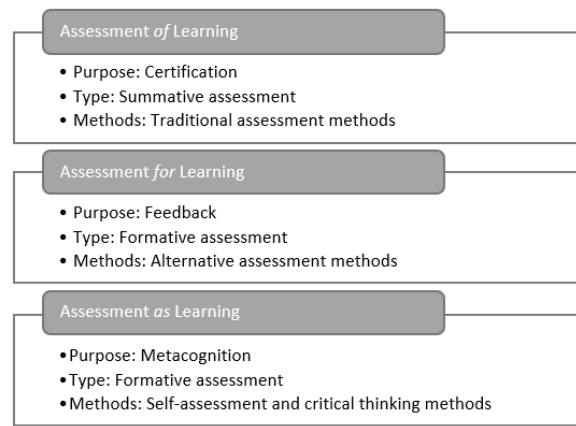 Assessment of Learning
• Purpose: Certification
• Type: Summative assessment
• Methods: Traditional assessment methods
Assessment for Learning
• Purpose: Feedback
• Type: Formative assessment
• Methods: Alternative assessment methods
Assessment as Learning
•Purpose: Metacognition
•Type: Formative assessment
•Methods: Self-assessment and critical thinking methods